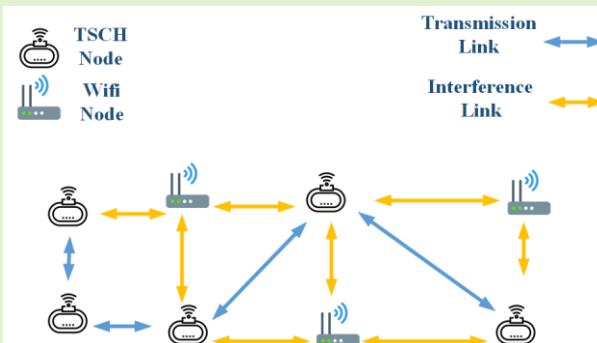 TSCH
Node
Wifi
Node
Transmission
Link
Interference
Link